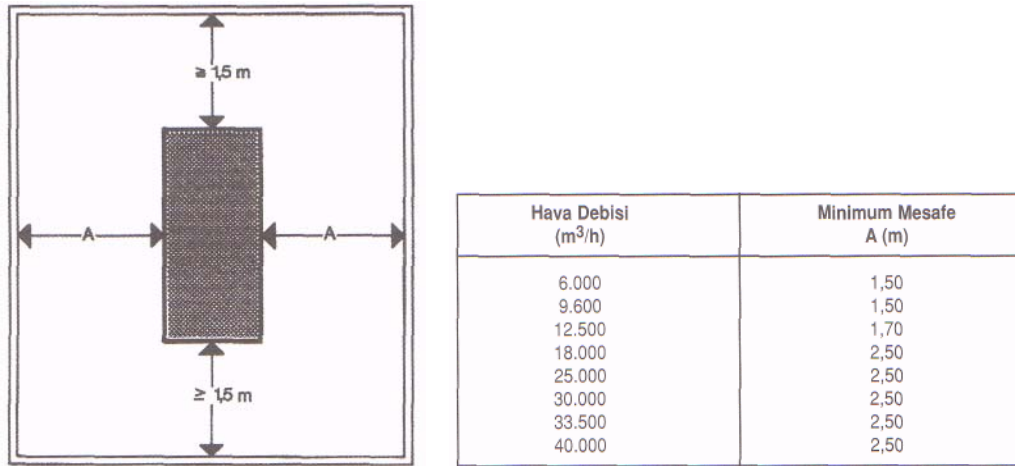 ≧ 1,5 m
A
A
≥ 1,5 m
Hava Debisi
(m³/h)
Minimum Mesafe
A (m)
6.000 1,50
9.600 1,50
12.500 1,70
18.000 2,50
25.000 2,50
30.000 2,50
33.500 2,50
40.000 2,50